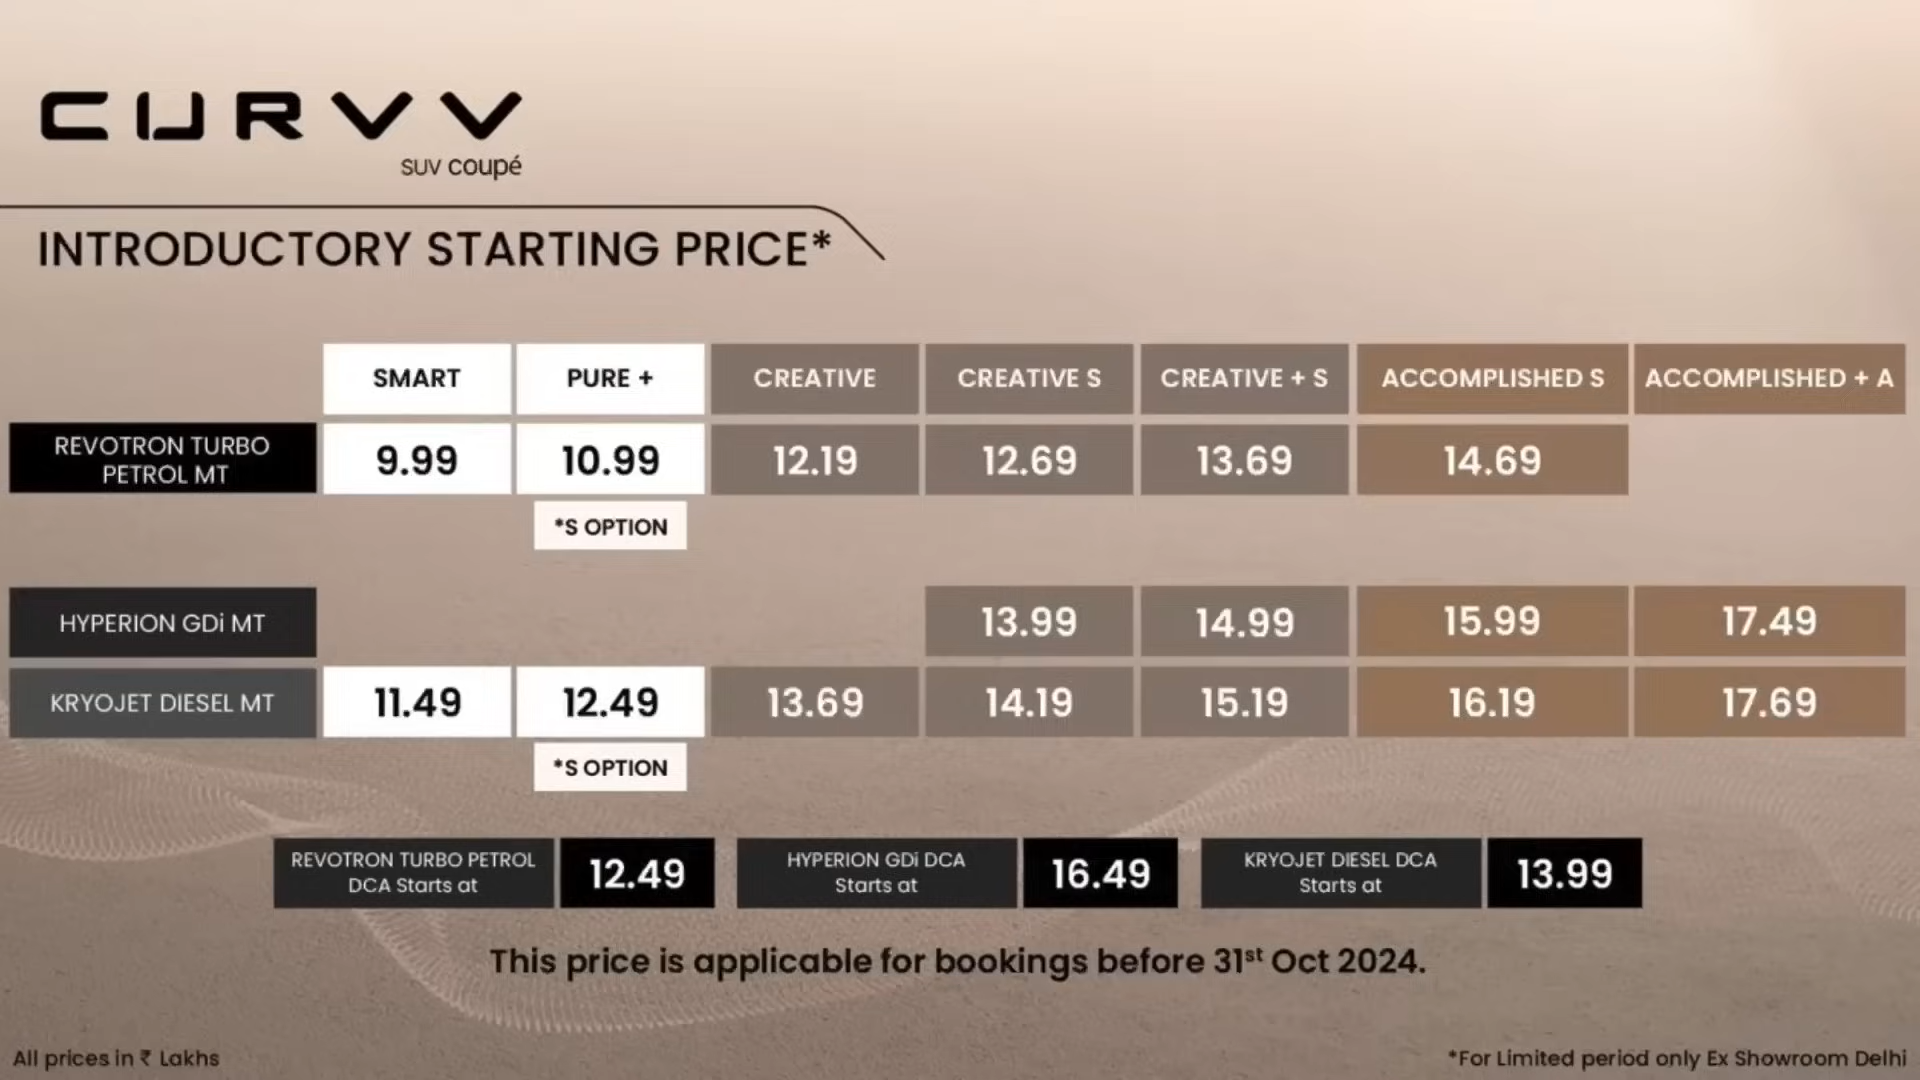 CURVV
SUV coupé
INTRODUCTORY STARTING PRICE*
SMART PURE + CREATIVE CREATIVE S CREATIVE + S ACCOMPLISHED S ACCOMPLISHED + A
REVOTRON TURBO
PETROL MT
9.99 10.99 12.19 12.69 13.69 14.69
*S OPTION
HYPERION GDi MT 13.99 14.99 15.99 17.49
KRYOJET DIESEL MT 11.49 12.49 13.69 14.19 15.19 16.19 17.69
*S OPTION
REVOTRON TURBO PETROL
DCA Starts at
12.49
HYPERION GDi DCA
Starts at
16.49
KRYOJET DIESEL DCA
Starts at
13.99
This price is applicable for bookings before 31st Oct 2024.
All prices in ₹ Lakhs
*For Limited period only Ex Showroom Delhi